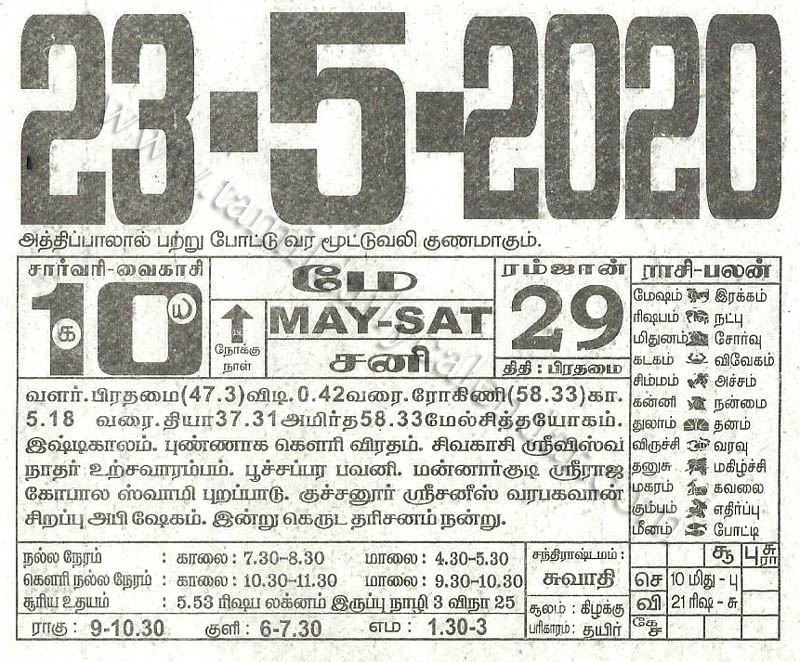 23-5-2020
அத்திப்பாலால் பற்று போட்டு வர மூட்டுவலி குணமாகும்.
சார்வரி-வைகாசி
10
க ய
நோக்கு
நாள்
மே
MAY-SAT
சனி
ரம்ஜான்
29
திதி : பிரதமை
வளர்.பிரதமை(47.3)விடி.0.42வரை.ரோகிணி(58.33)கா.
5.18 வரை.தியா37.31அமிர்த58.33மேல்சித்தயோகம்.
இஷ்டிகாலம். புண்ணாக கௌரி விரதம். சிவகாசி ஸ்ரீவிஸ்வ
நாதர் உற்சவாரம்பம். பூச்சப்பர பவனி. மன்னார்குடி ஸ்ரீராஜ
கோபால ஸ்வாமி புறப்பாடு. குச்சனூர் ஸ்ரீசனீஸ் வரபகவான்
சிறப்பு அபி ஷேகம். இன்று கெருட தரிசனம் நன்று.
ராசி-பலன்
மேஷம் இரக்கம்
ரிஷபம் நட்பு
மிதுனம் சோர்வு
கடகம் விவேகம்
சிம்மம் அச்சம்
கன்னி நன்மை
துலாம் தனம்
விருச்சி வரவு
தனுசு மகிழ்ச்சி
மகரம் கவலை
கும்பம் எதிர்ப்பு
மீனம் போட்டி
நல்ல நேரம் : காலை: 7.30-8.30 மாலை: 4.30-5.30
கௌரி நல்ல நேரம் : காலை: 10.30-11.30 மாலை: 9.30-10.30
சூரிய உதயம் : 5.53 ரிஷப லக்னம் இருப்பு நாழி 3 விநா 25
ராகு: 9-10.30 குளி: 6-7.30 எம: 1.30-3
சந்திராஷ்டமம் :
சுவாதி
சூலம் : கிழக்கு
பரிகாரம்: தயிர்
சூ பு சு ரா
செ 10 மிது - பு
வி 21 ரிஷ - சு
கே